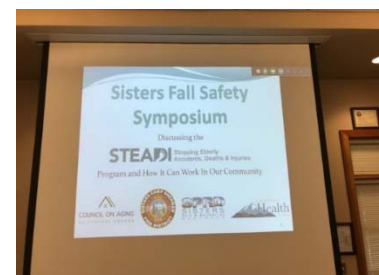 Sisters Fall Safety
Symposium
Discussing the
STEADI Stopping Elderly
Accidents, Deaths & Injuries
Program and How It Can Work In Our Community
COUNCIL ON AGING
SISTERS
Health